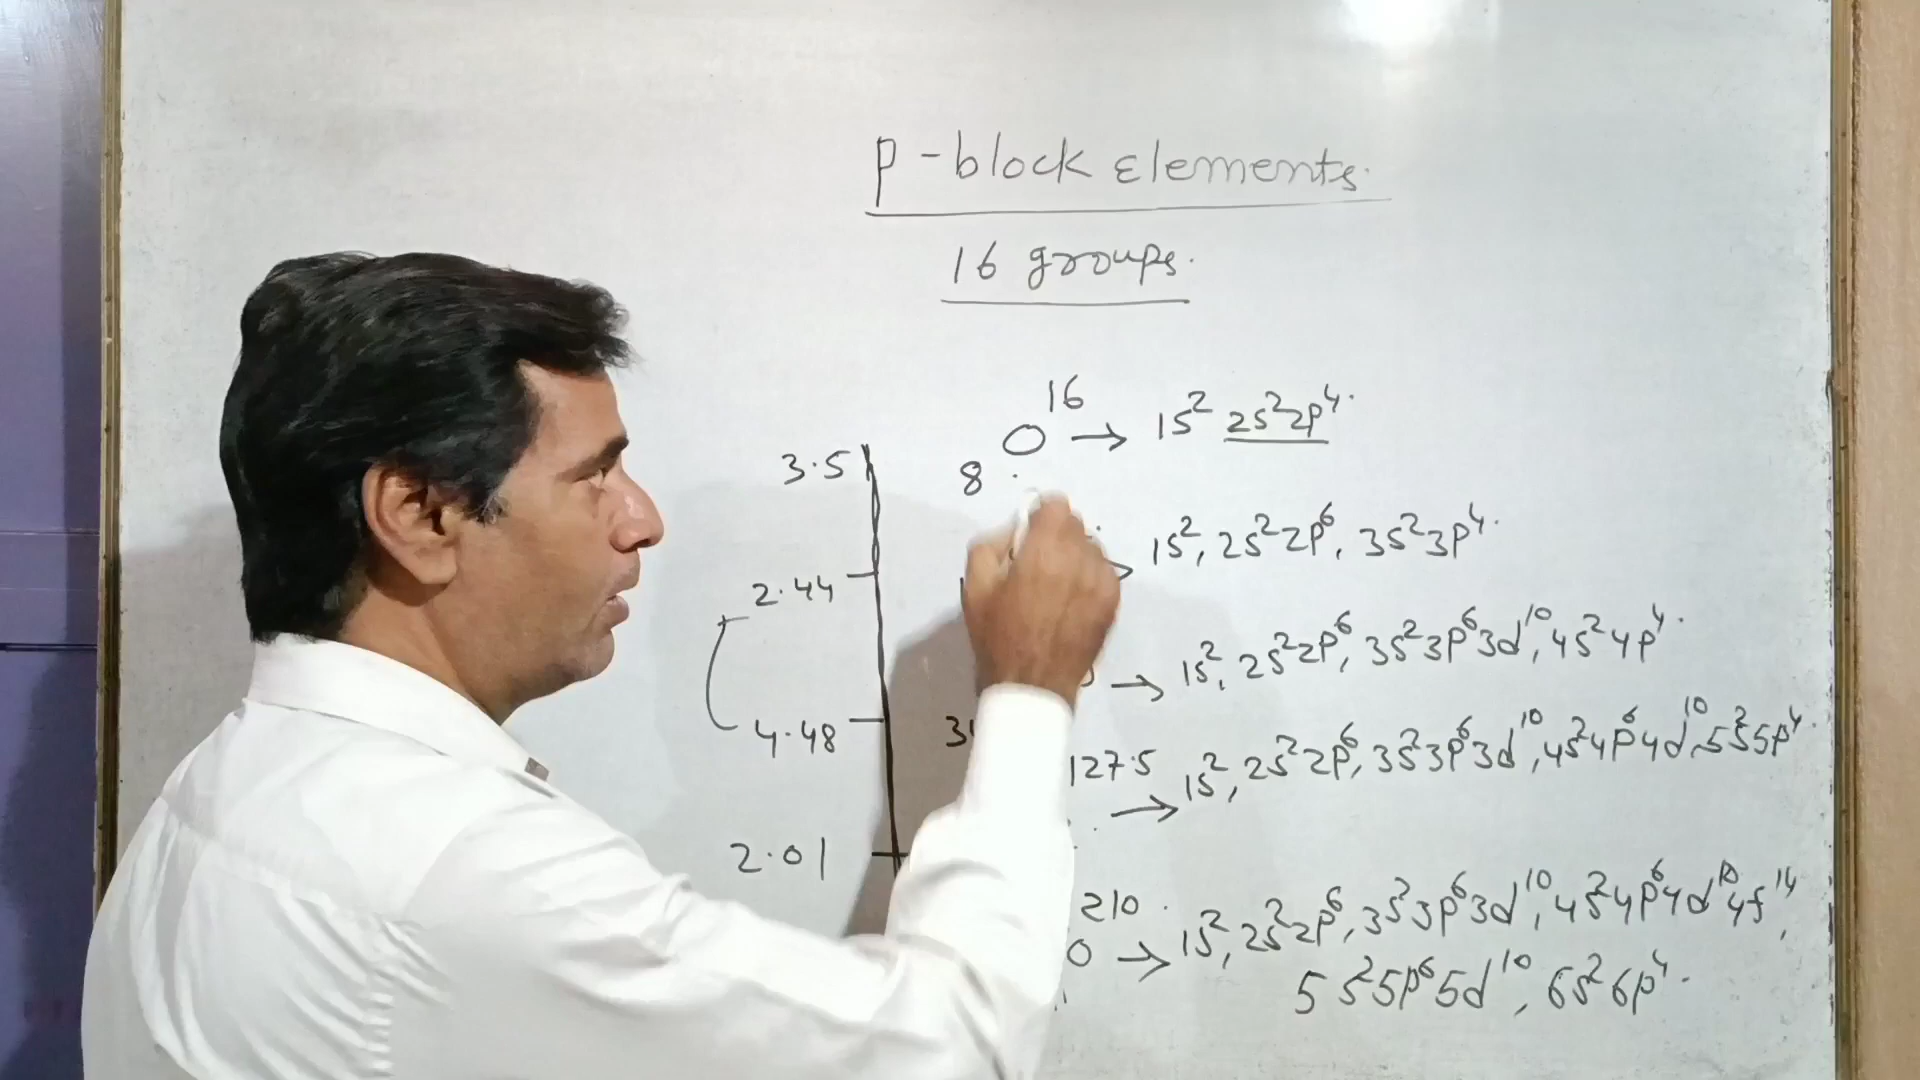 p-block Elements.
16 groups.
3.5
8 O 16 → 1s² 2s²2p⁴.
2.44
→ 1s², 2s²2p⁶, 3s²3p⁴.
→ 1s², 2s²2p⁶, 3s²3p⁶3d¹⁰, 4s²4p⁴.
4.48
127.5 → 1s², 2s²2p⁶, 3s²3p⁶3d¹⁰, 4s²4p⁶4d¹⁰, 5s²5p⁴.
2.01
210 → 1s², 2s²2p⁶, 3s²3p⁶3d¹⁰, 4s²4p⁶4d¹⁰4f¹⁴,
5s²5p⁶5d¹⁰, 6s²6p⁴.